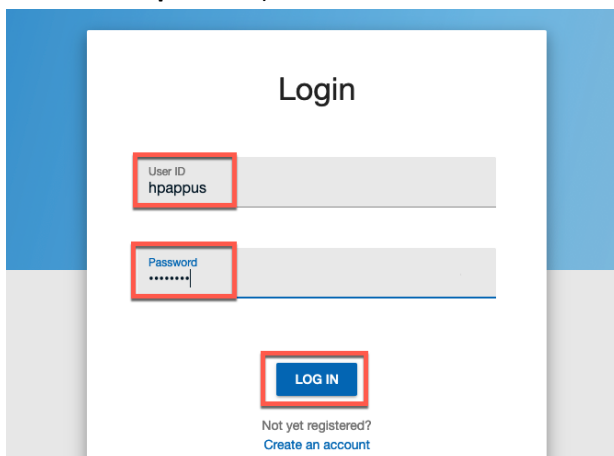 Login
User ID
hpappus
Password
••••••••
LOG IN
Not yet registered?
Create an account